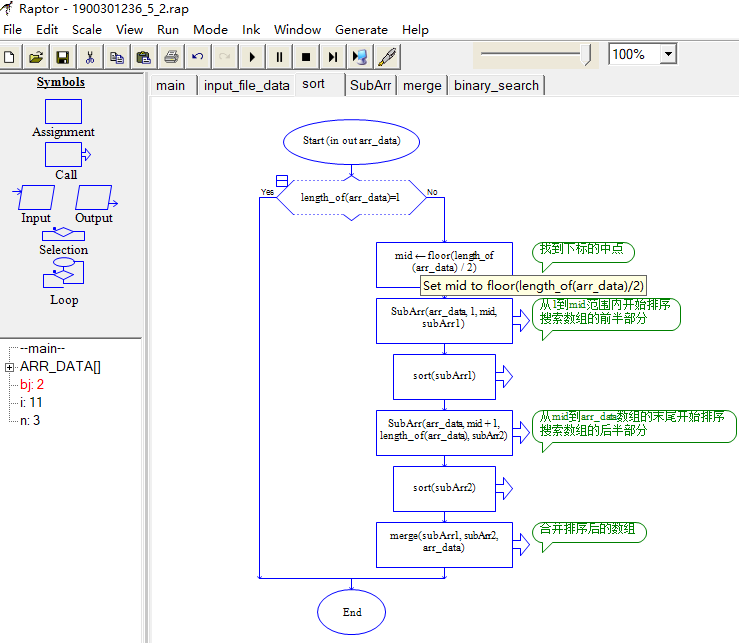 Raptor - 1900301236_5_2.rap
File Edit Scale View Run Mode Ink Window Generate Help
100%
Symbols
main input_file_data sort SubArr merge binary_search
Assignment
Call
Input Output
Selection
Loop
Start (in out arr_data)
Yes
length_of(arr_data)=1
No
mid ← floor(length_of
(arr_data) / 2)
找到下标的中点
Set mid to floor(length_of(arr_data)/2)
SubArr(arr_data, 1, mid,
subArr1)
从1到mid范围内开始排序
搜索数组的前半部分
sort(subArr1)
SubArr(arr_data, mid + 1,
length_of(arr_data), subArr2)
从mid到arr_data数组的末尾开始排序
搜索数组的后半部分
sort(subArr2)
merge(subArr1, subArr2,
arr_data)
合并排序后的数组
End
--main--
ARR_DATA[]
bj: 2
i: 11
n: 3